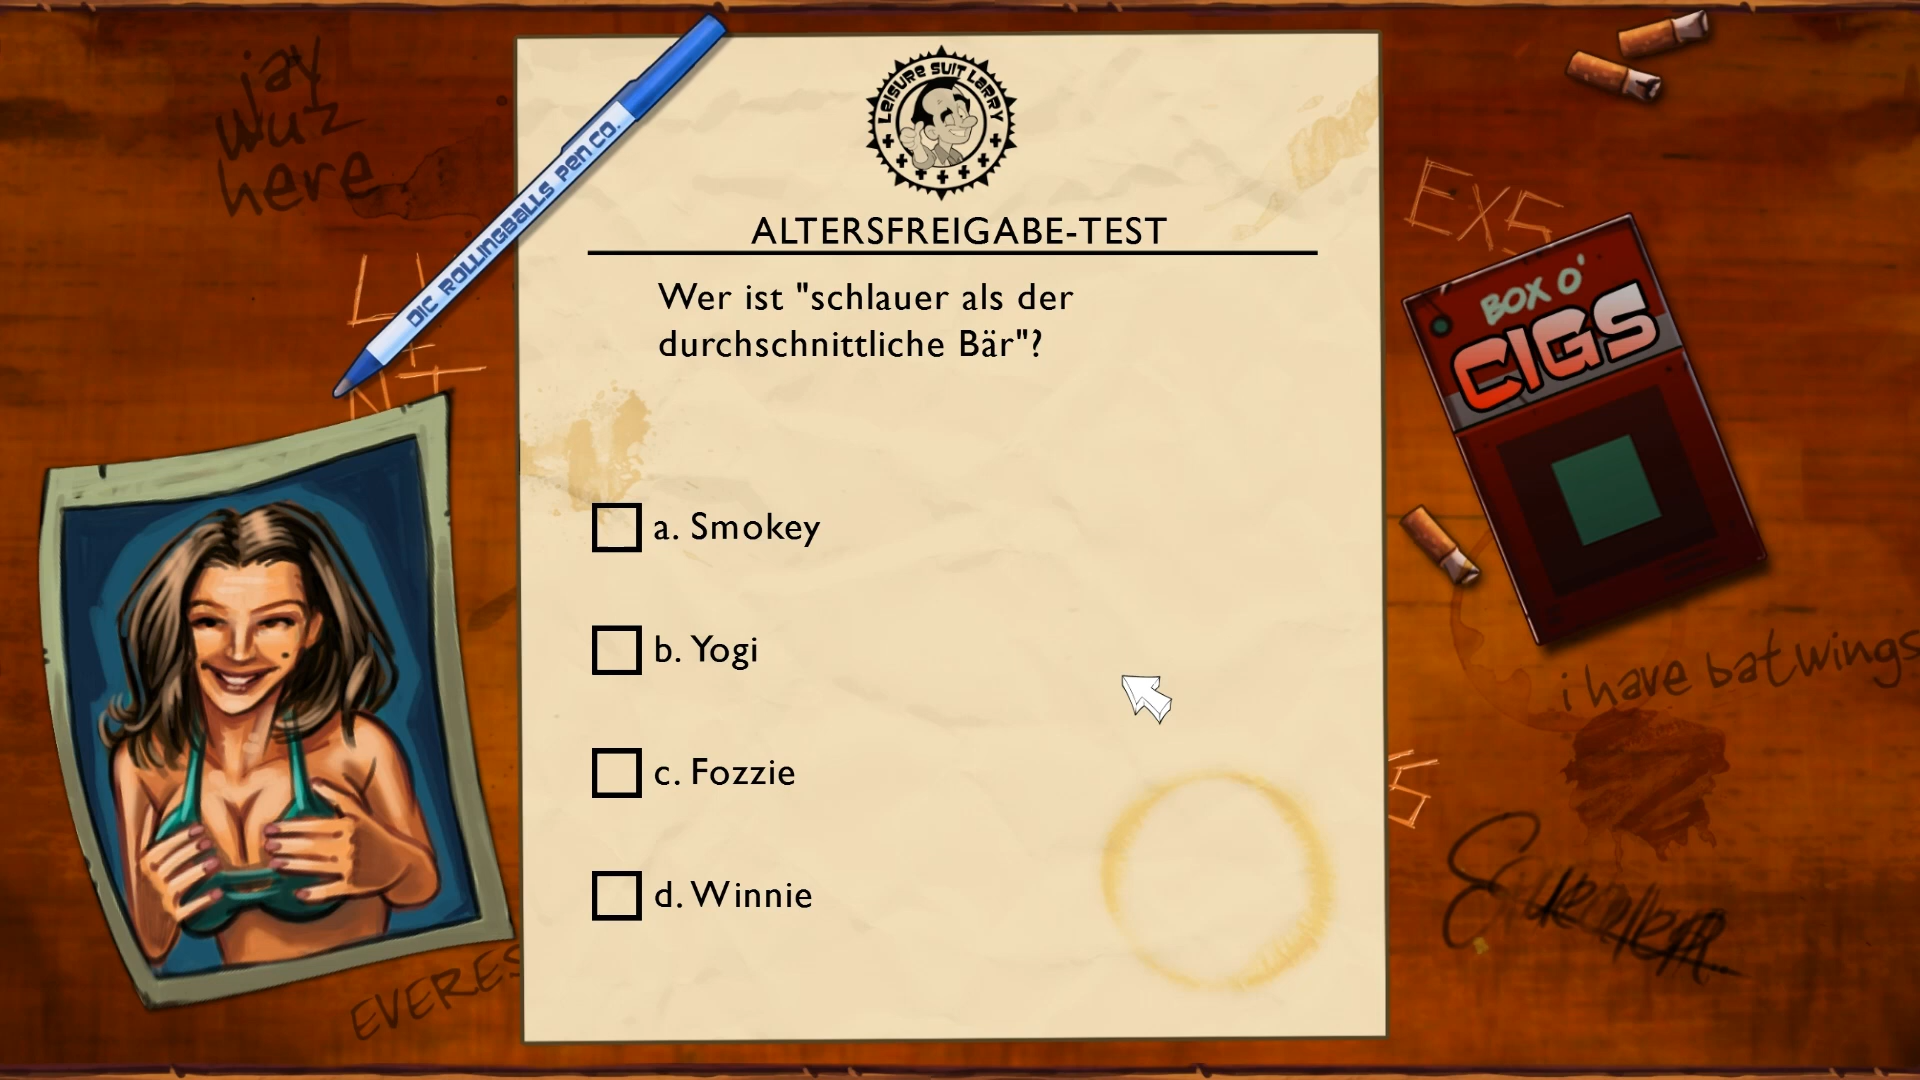 jay
wuz
here
DIC ROLLINGBALLS PEN CO.
LEISURE SUIT LARRY
ALTERSFREIGABE-TEST
Wer ist "schlauer als der
durchschnittliche Bär"?
a. Smokey
b. Yogi
c. Fozzie
d. Winnie
BOX O'
CIGS
i have batwings
EVERES